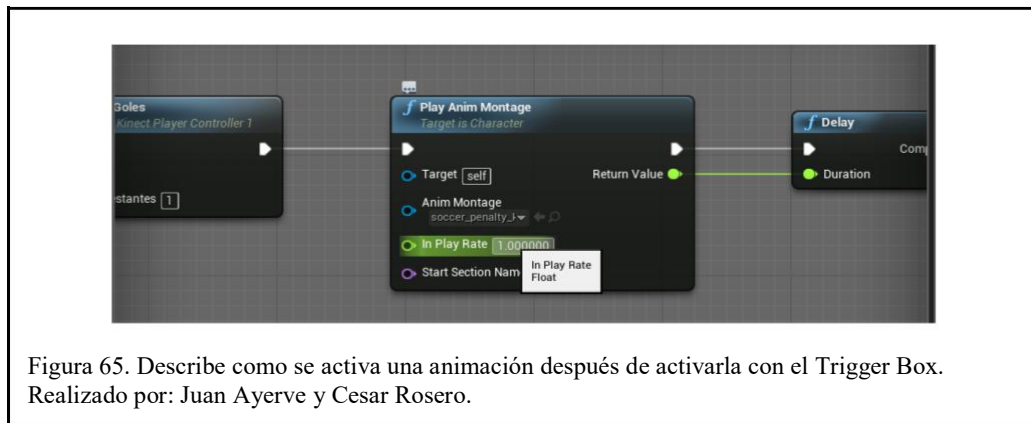 Goles
Kinect Player Controller 1
f Play Anim Montage
Target is Character
f Delay
Target self
Return Value
Duration
stantes 1
Anim Montage
soccer_penalty_
In Play Rate 1.000000
Start Section Nam
In Play Rate
Float
Figura 65. Describe como se activa una animación después de activarla con el Trigger Box.
Realizado por: Juan Ayerve y Cesar Rosero.